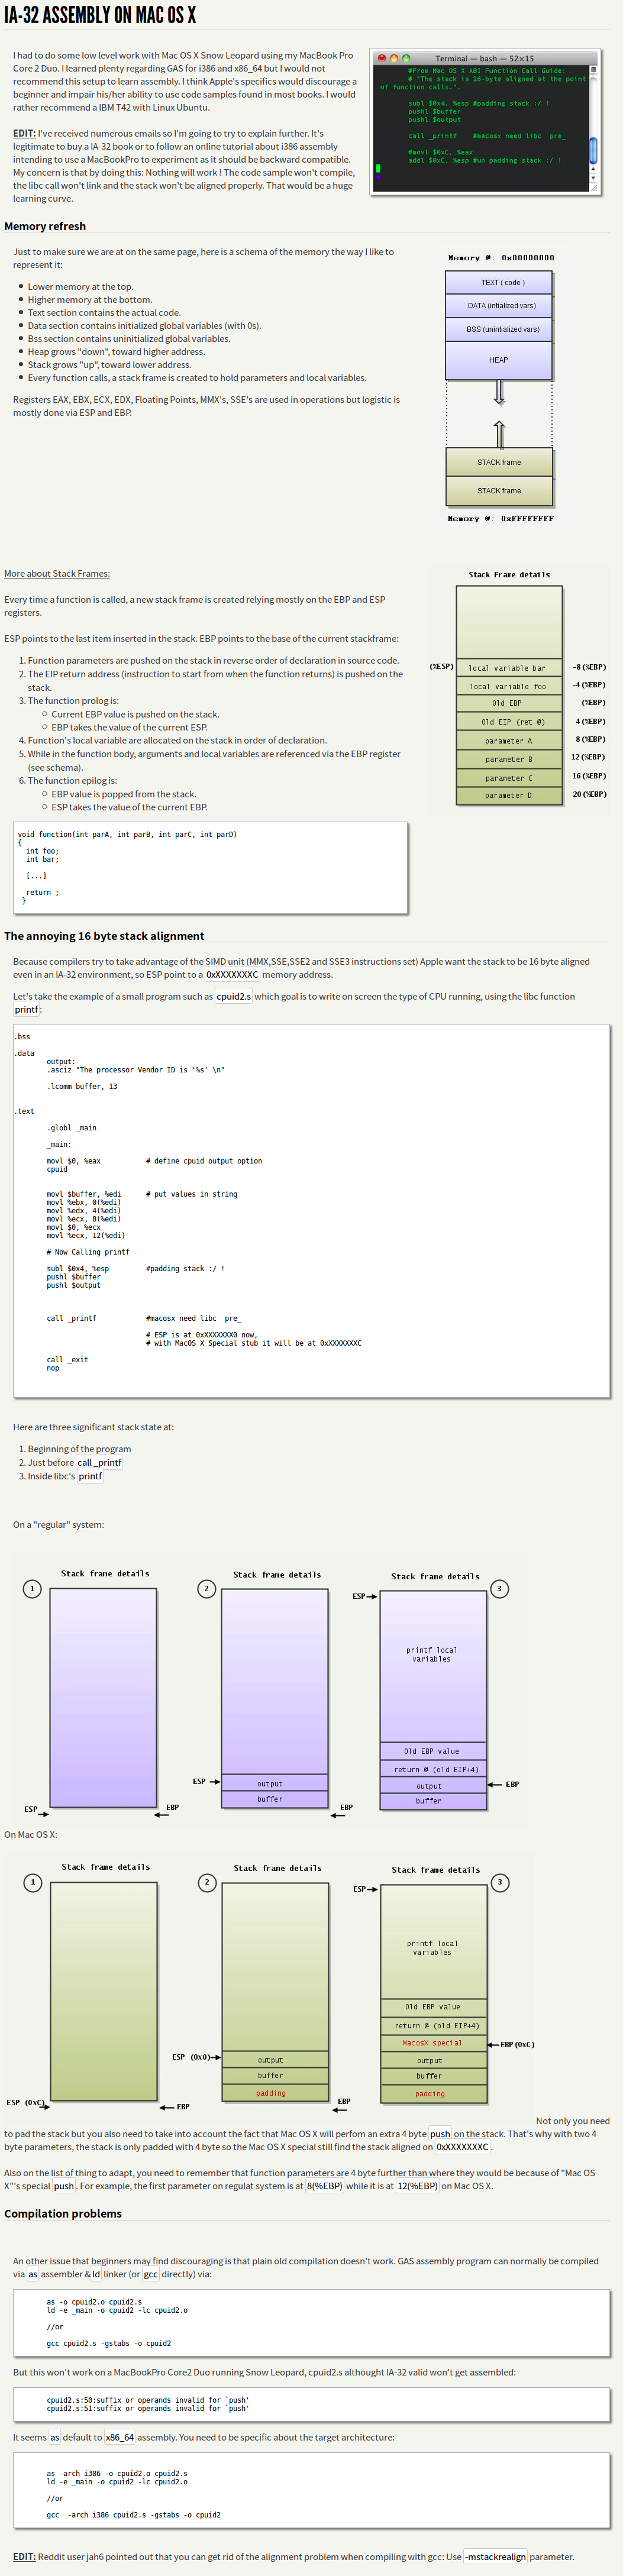 IA-32 ASSEMBLY ON MAC OS X
I had to do some low level work with Mac OS X Snow Leopard using my MacBook Pro
Core 2 Duo. I learned plenty regarding GAS for i386 and x86_64 but I would not
recommend this setup to learn assembly. I think Apple's specifics would discourage a
beginner and impair his/her ability to use code samples found in most books. I would
rather recommend a IBM T42 with Linux Ubuntu.
EDIT: I've received numerous emails so I'm going to try to explain further. It's
legitimate to buy a IA-32 book or to follow an online tutorial about i386 assembly
intending to use a MacBookPro to experiment as it should be backward compatible.
My concern is that by doing this: Nothing will work ! The code sample won't compile,
the libc call won't link and the stack won't be aligned properly. That would be a huge
learning curve.
Terminal — bash — 52×15
#From Mac OS X ABI Function Call Guide:
# "The stack is 16-byte aligned at the point
of function calls.".
subl $0x4, %esp #padding stack :/ !
pushl $buffer
pushl $output
call _printf #macosx need libc pre_
#movl $0xC, %eax
addl $0xC, %esp #un padding stack :/ !
Memory refresh
Just to make sure we are at on the same page, here is a schema of the memory the way I like to
represent it:
Lower memory at the top.
Higher memory at the bottom.
Text section contains the actual code.
Data section contains initialized global variables (with 0s).
Bss section contains uninitialized global variables.
Heap grows "down", toward higher address.
Stack grows "up", toward lower address.
Every function calls, a stack frame is created to hold parameters and local variables.
Registers EAX, EBX, ECX, EDX, Floating Points, MMX's, SSE's are used in operations but logistic is
mostly done via ESP and EBP.
Memory @: 0x00000000
TEXT ( code )
DATA (intialized vars)
BSS (unintialized vars)
HEAP
STACK frame
STACK frame
Memory @: 0xFFFFFFFF
More about Stack Frames:
Every time a function is called, a new stack frame is created relying mostly on the EBP and ESP
registers.
ESP points to the last item inserted in the stack. EBP points to the base of the current stackframe:
1. Function parameters are pushed on the stack in reverse order of declaration in source code.
2. The EIP return address (instruction to start from when the function returns) is pushed on the
stack.
3. The function prolog is:
Current EBP value is pushed on the stack.
EBP takes the value of the current ESP.
4. Function's local variable are allocated on the stack in order of declaration.
5. While in the function body, arguments and local variables are referenced via the EBP register
(see schema).
6. The function epilog is:
EBP value is popped from the stack.
ESP takes the value of the current EBP.
Stack Frame details
(%ESP) local variable bar -8(%EBP)
local variable foo -4(%EBP)
Old EBP (%EBP)
Old EIP (ret @) 4(%EBP)
parameter A 8(%EBP)
parameter B 12(%EBP)
parameter C 16(%EBP)
parameter D 20(%EBP)
void function(int parA, int parB, int parC, int parD)
{
int foo;
int bar;
[...]
return ;
}
The annoying 16 byte stack alignment
Because compilers try to take advantage of the SIMD unit (MMX,SSE,SSE2 and SSE3 instructions set) Apple want the stack to be 16 byte aligned
even in an IA-32 environment, so ESP point to a 0xXXXXXXXC memory address.
Let's take the example of a small program such as cpuid2.s which goal is to write on screen the type of CPU running, using the libc function
printf:
.bss
.data
output:
.asciz "The processor Vendor ID is '%s' \n"
.lcomm buffer, 13
.text
.globl _main
_main:
movl $0, %eax # define cpuid output option
cpuid
movl $buffer, %edi # put values in string
movl %ebx, 0(%edi)
movl %edx, 4(%edi)
movl %ecx, 8(%edi)
movl $0, %ecx
movl %ecx, 12(%edi)
# Now Calling printf
subl $0x4, %esp #padding stack :/ !
pushl $buffer
pushl $output
call _printf #macosx need libc pre_
# ESP is at 0xXXXXXXX0 now,
# with MacOS X Special stub it will be at 0xXXXXXXXC
call _exit
nop
Here are three significant stack state at:
1. Beginning of the program
2. Just before call _printf
3. Inside libc's printf
On a "regular" system:
1 Stack frame details
ESP EBP
2 Stack frame details
ESP output
buffer
EBP
Stack frame details 3
ESP
printf local
variables
Old EBP value
return @ (old EIP+4)
output EBP
buffer
On Mac OS X:
1 Stack frame details
ESP (0xC) EBP
2 Stack frame details
ESP (0x0) output
buffer
padding
EBP
Stack frame details 3
ESP
printf local
variables
Old EBP value
return @ (old EIP+4)
MacosX special EBP(0xC)
output
buffer
padding
Not only you need
to pad the stack but you also need to take into account the fact that Mac OS X will perfom an extra 4 byte push on the stack. That's why with two 4
byte parameters, the stack is only padded with 4 byte so the Mac OS X special still find the stack aligned on 0xXXXXXXXC.
Also on the list of thing to adapt, you need to remember that function parameters are 4 byte further than where they would be because of "Mac OS
X"'s special push. For example, the first parameter on regulat system is at 8(%EBP) while it is at 12(%EBP) on Mac OS X.
Compilation problems
An other issue that beginners may find discouraging is that plain old compilation doesn't work. GAS assembly program can normally be compiled
via as assembler & ld linker (or gcc directly) via:
as -o cpuid2.o cpuid2.s
ld -e _main -o cpuid2 -lc cpuid2.o
//or
gcc cpuid2.s -gstabs -o cpuid2
But this won't work on a MacBookPro Core2 Duo running Snow Leopard, cpuid2.s althought IA-32 valid won't get assembled:
cpuid2.s:50:suffix or operands invalid for `push'
cpuid2.s:51:suffix or operands invalid for `push'
It seems as default to x86_64 assembly. You need to be specific about the target architecture:
as -arch i386 -o cpuid2.o cpuid2.s
ld -e _main -o cpuid2 -lc cpuid2.o
//or
gcc -arch i386 cpuid2.s -gstabs -o cpuid2
EDIT: Reddit user jah6 pointed out that you can get rid of the alignment problem when compiling with gcc: Use -mstackrealign parameter.